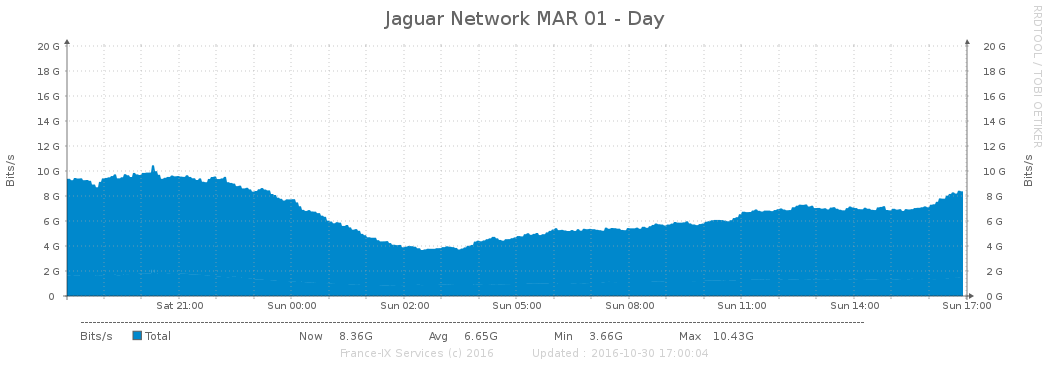 Jaguar Network MAR 01 - Day
RRDTOOL / TOBI OETIKER
Bits/s
20 G 20 G
18 G 18 G
16 G 16 G
14 G 14 G
12 G 12 G
10 G 10 G
8 G 8 G
6 G 6 G
4 G 4 G
2 G 2 G
0 0 G
Bits/s
Sat 21:00 Sun 00:00 Sun 02:00 Sun 05:00 Sun 08:00 Sun 11:00 Sun 14:00 Sun 17:00
Bits/s Total Now 8.36G Avg 6.65G Min 3.66G Max 10.43G
France-IX Services (c) 2016 Updated : 2016-10-30 17:00:04